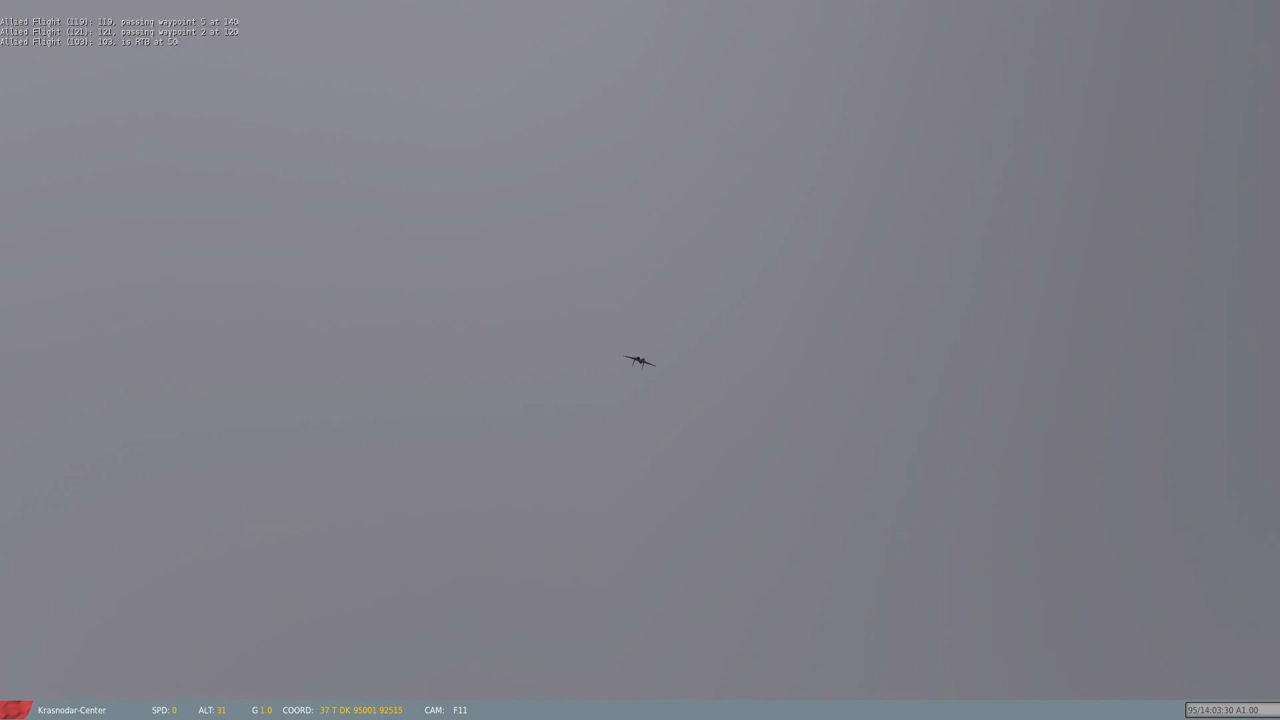 Allied Flight (119): 119, passing waypoint 5 at 140
Allied Flight (121): 121, passing waypoint 2 at 120
Allied Flight (103): 103, is RTB at 50
Krasnodar-Center SPD: 0 ALT: 31 G 1.0 COORD: 37 T DK 95001 92515 CAM: F11
95/14:03:30 A1.00